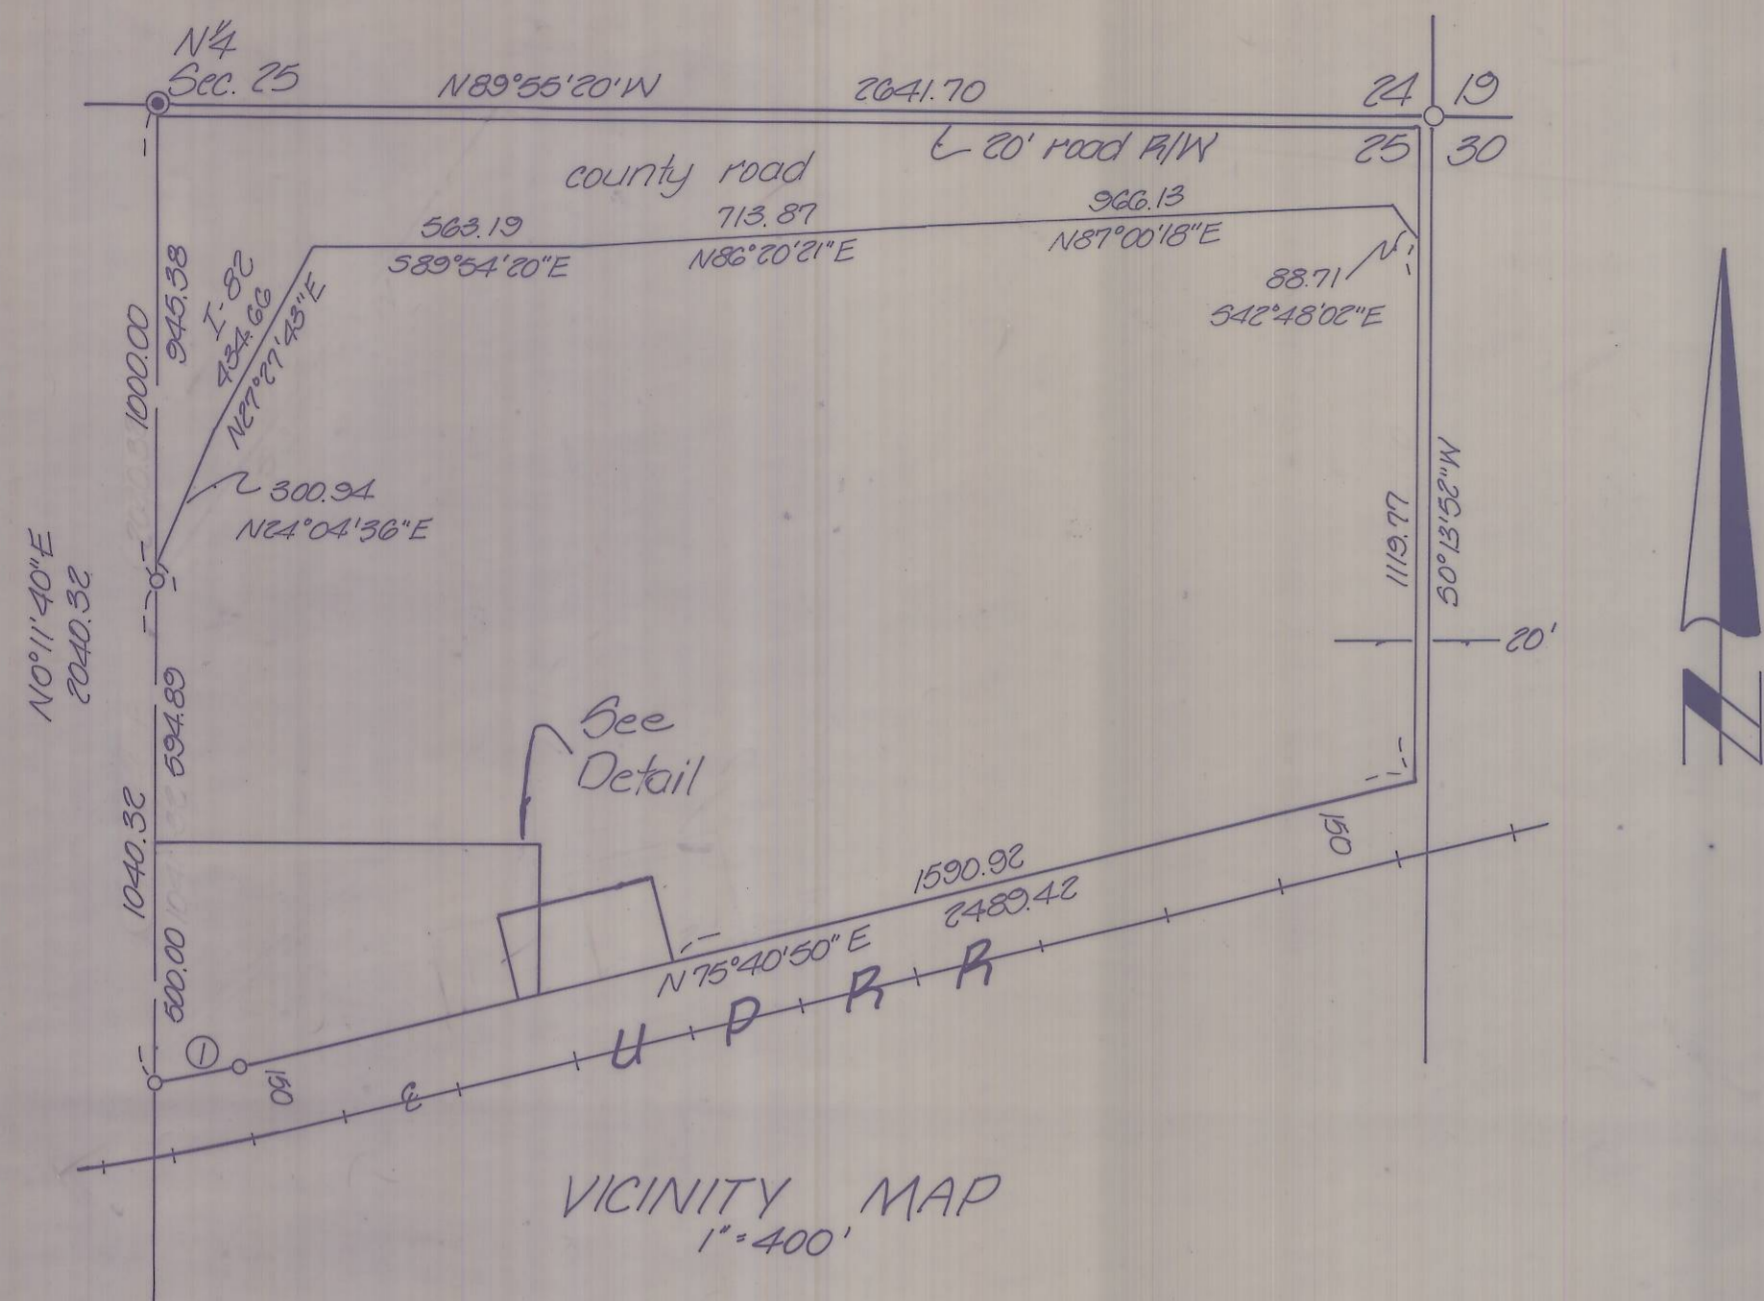 N¼
Sec. 25
N89°55'20'W
2641.70
24
19
25
30
20' road R/W
county road
563.19
S89°54'20"E
713.87
N86°20'21"E
966.13
N87°00'18"E
88.71
S42°48'02"E
I-82
434.66
N27°27'43"E
1000.00
945.38
300.94
N24°04'36"E
N0°11'40"E
2040.32
1119.77
S0°13'52"W
20'
594.89
1040.32
500.00
See
Detail
1590.92
2489.42
N75°40'50"E
150
1
150
UPRR
VICINITY MAP
1"=400'
N